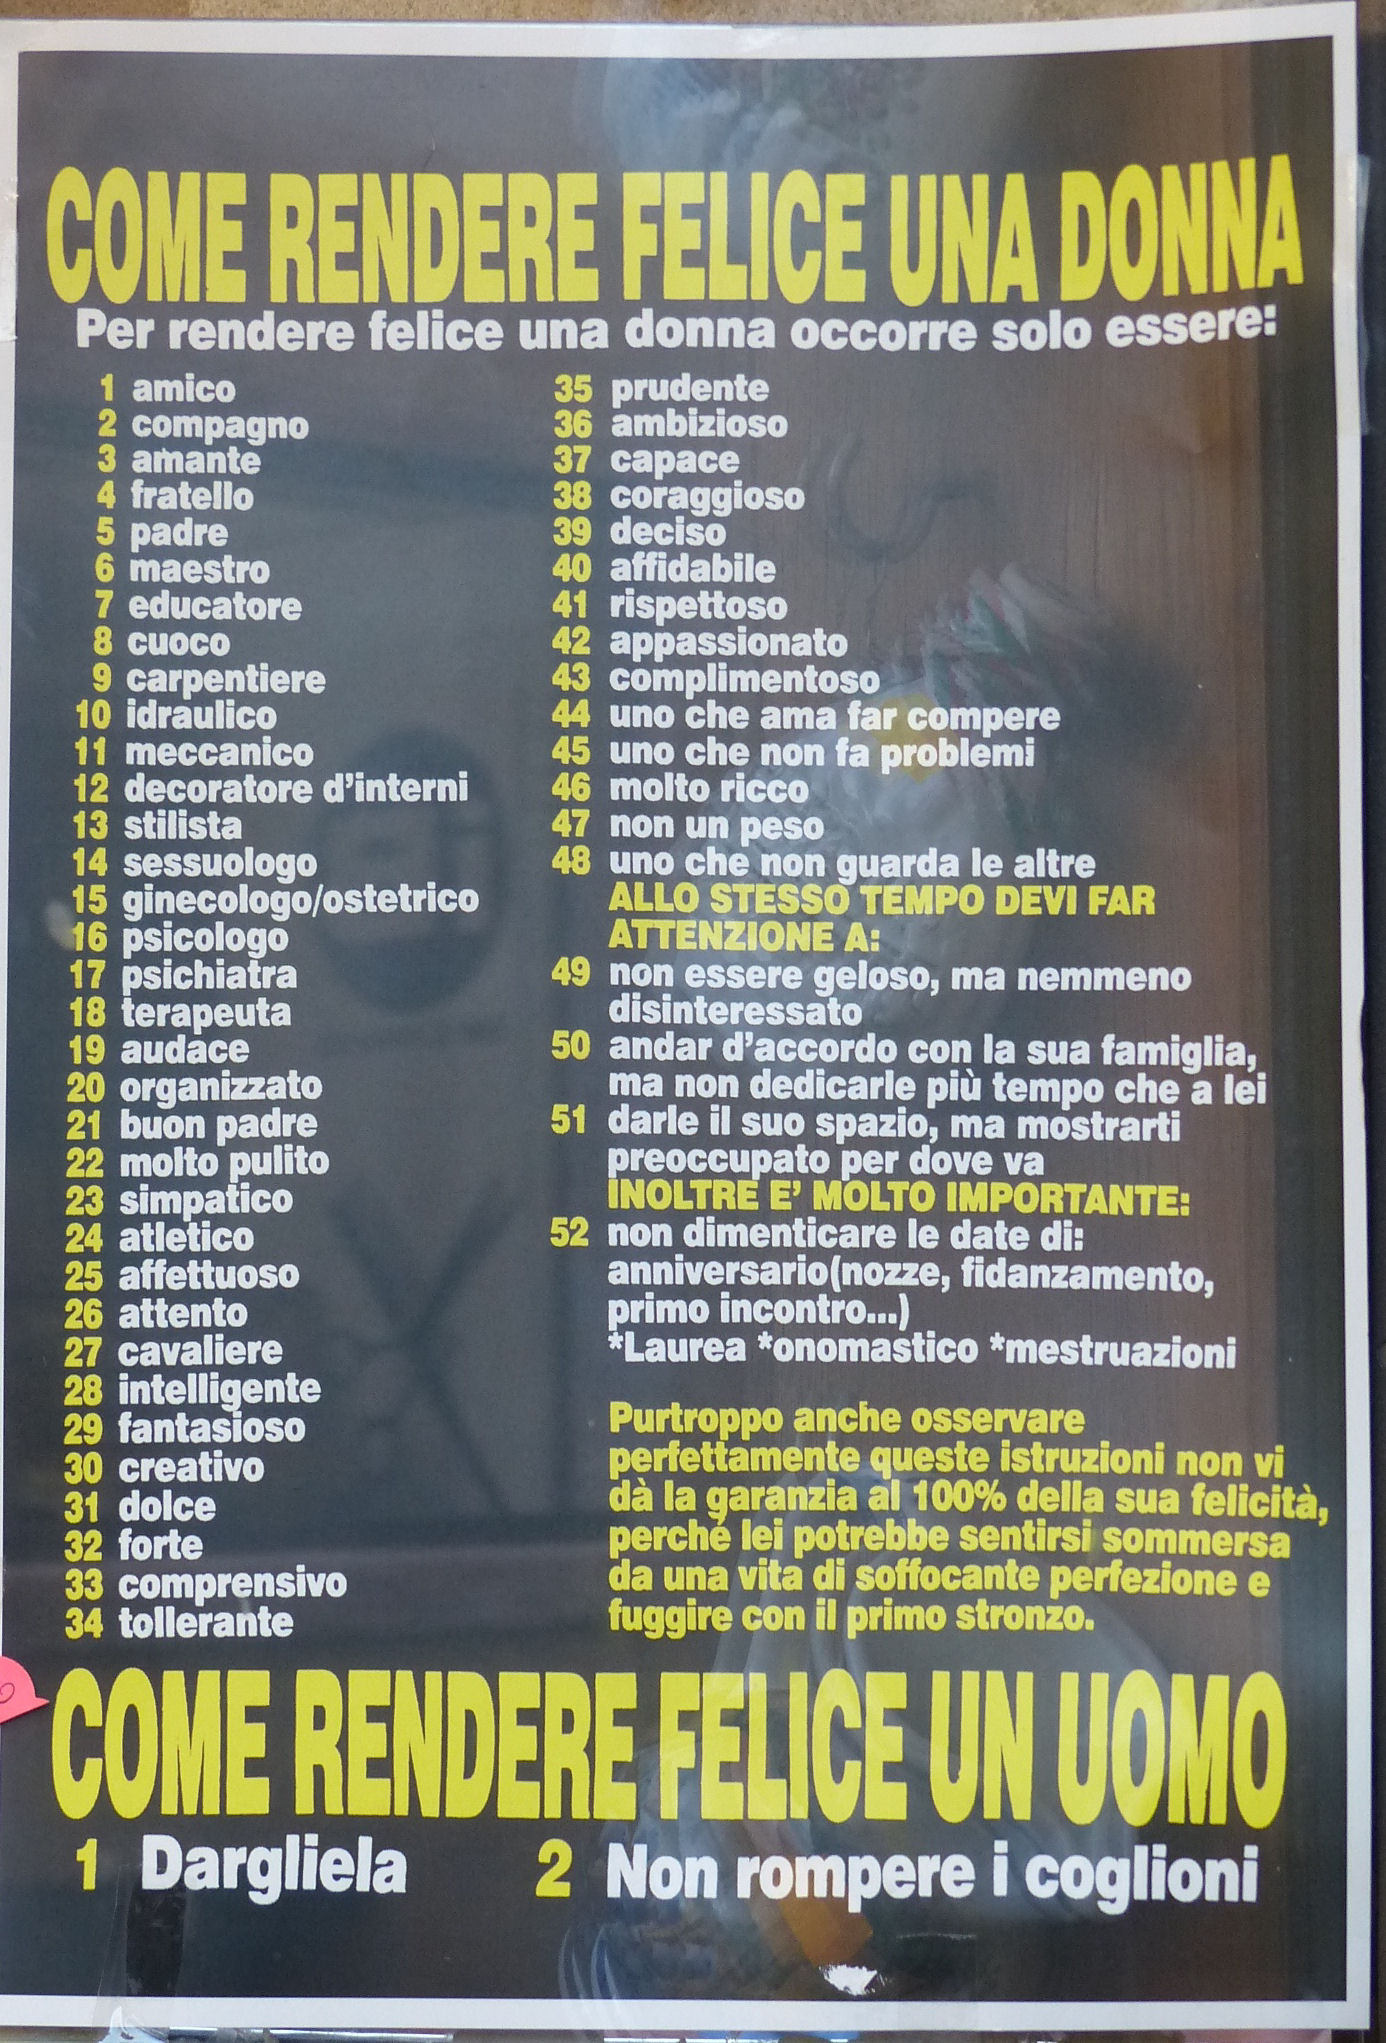 COME RENDERE FELICE UNA DONNA
Per rendere felice una donna occorre solo essere:
1 amico
2 compagno
3 amante
4 fratello
5 padre
6 maestro
7 educatore
8 cuoco
9 carpentiere
10 idraulico
11 meccanico
12 decoratore d'interni
13 stilista
14 sessuologo
15 ginecologo/ostetrico
16 psicologo
17 psichiatra
18 terapeuta
19 audace
20 organizzato
21 buon padre
22 molto pulito
23 simpatico
24 atletico
25 affettuoso
26 attento
27 cavaliere
28 intelligente
29 fantasioso
30 creativo
31 dolce
32 forte
33 comprensivo
34 tollerante
35 prudente
36 ambizioso
37 capace
38 coraggioso
39 deciso
40 affidabile
41 rispettoso
42 appassionato
43 complimentoso
44 uno che ama far compere
45 uno che non fa problemi
46 molto ricco
47 non un peso
48 uno che non guarda le altre
ALLO STESSO TEMPO DEVI FAR
ATTENZIONE A:
49 non essere geloso, ma nemmeno
disinteressato
50 andar d'accordo con la sua famiglia,
ma non dedicarle più tempo che a lei
51 darle il suo spazio, ma mostrarti
preoccupato per dove va
INOLTRE E' MOLTO IMPORTANTE:
52 non dimenticare le date di:
anniversario(nozze, fidanzamento,
primo incontro...)
*Laurea *onomastico *mestruazioni
Purtroppo anche osservare
perfettamente queste istruzioni non vi
dà la garanzia al 100% della sua felicità,
perché lei potrebbe sentirsi sommersa
da una vita di soffocante perfezione e
fuggire con il primo stronzo.
COME RENDERE FELICE UN UOMO
1 Dargliela 2 Non rompere i coglioni